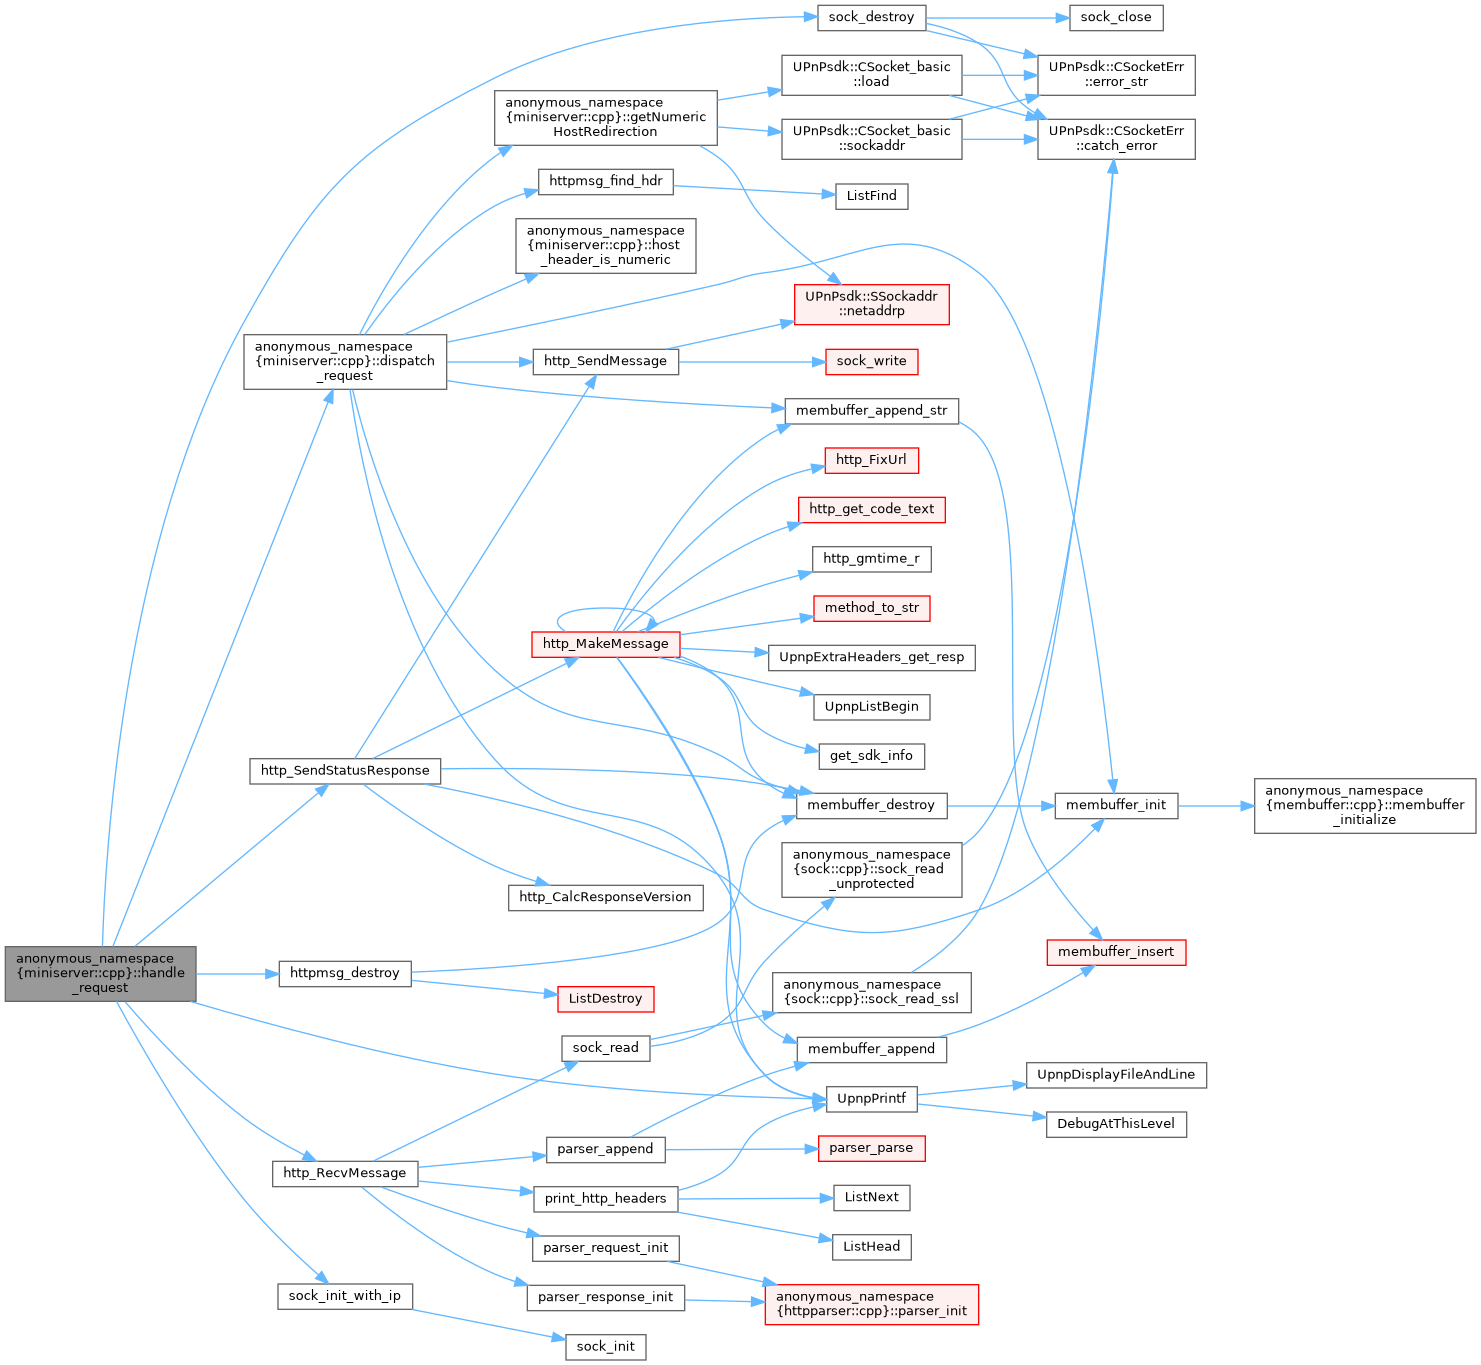 sock_destroy
sock_close
UPnPsdk::CSocket_basic
::load
UPnPsdk::CSocketErr
::error_str
anonymous_namespace
{miniserver::cpp}::getNumeric
HostRedirection
UPnPsdk::CSocket_basic
::sockaddr
UPnPsdk::CSocketErr
::catch_error
httpmsg_find_hdr
ListFind
anonymous_namespace
{miniserver::cpp}::host
_header_is_numeric
UPnPsdk::SSockaddr
::netaddrp
anonymous_namespace
{miniserver::cpp}::dispatch
_request
http_SendMessage
sock_write
membuffer_append_str
http_FixUrl
http_get_code_text
http_gmtime_r
method_to_str
http_MakeMessage
UpnpExtraHeaders_get_resp
UpnpListBegin
get_sdk_info
http_SendStatusResponse
membuffer_destroy
membuffer_init
anonymous_namespace
{membuffer::cpp}::membuffer
_initialize
anonymous_namespace
{sock::cpp}::sock_read
_unprotected
http_CalcResponseVersion
anonymous_namespace
{miniserver::cpp}::handle
_request
httpmsg_destroy
membuffer_insert
ListDestroy
anonymous_namespace
{sock::cpp}::sock_read_ssl
sock_read
membuffer_append
UpnpDisplayFileAndLine
UpnpPrintf
DebugAtThisLevel
parser_append
parser_parse
http_RecvMessage
print_http_headers
ListNext
parser_request_init
ListHead
sock_init_with_ip
parser_response_init
anonymous_namespace
{httpparser::cpp}::parser_init
sock_init